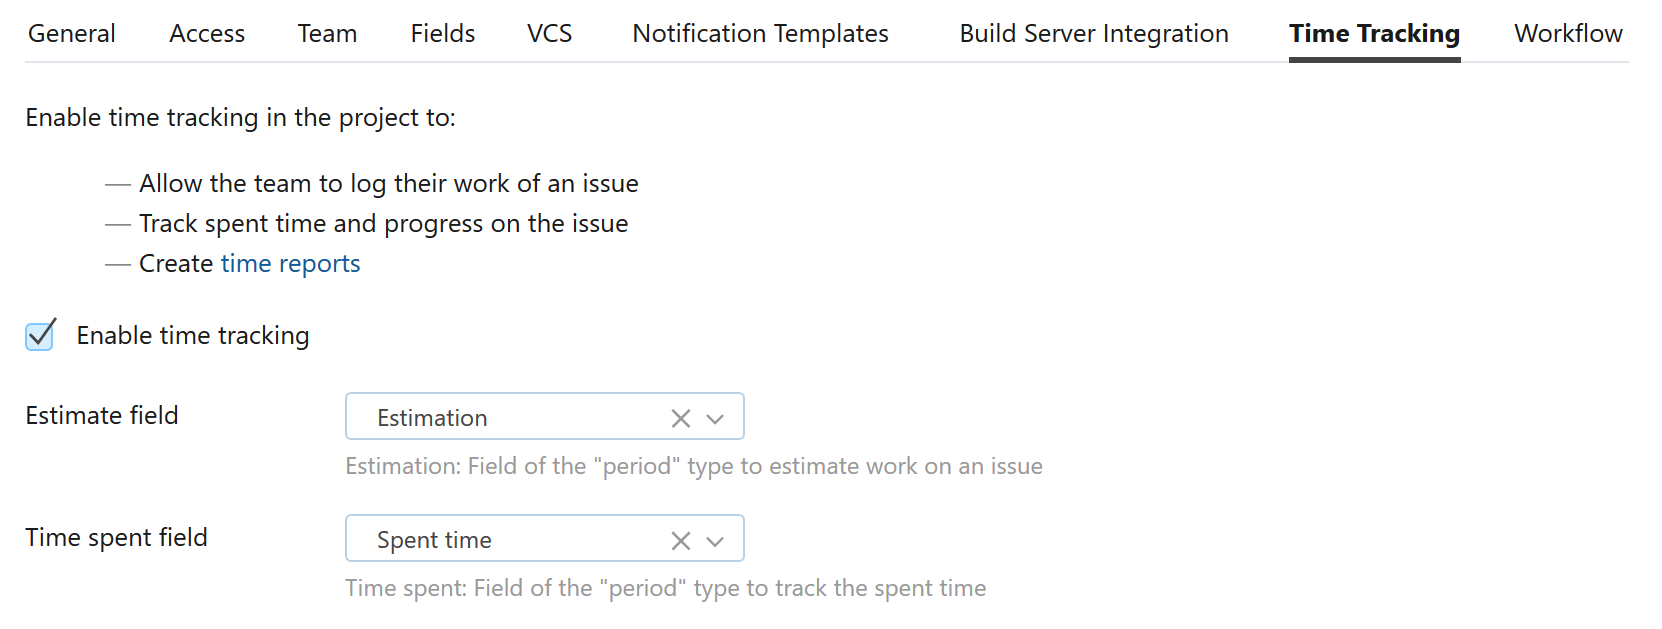 General Access Team Fields VCS Notification Templates Build Server Integration Time Tracking Workflow
Enable time tracking in the project to:
— Allow the team to log their work of an issue
— Track spent time and progress on the issue
— Create time reports
Enable time tracking
Estimate field Estimation
Estimation: Field of the "period" type to estimate work on an issue
Time spent field Spent time
Time spent: Field of the "period" type to track the spent time